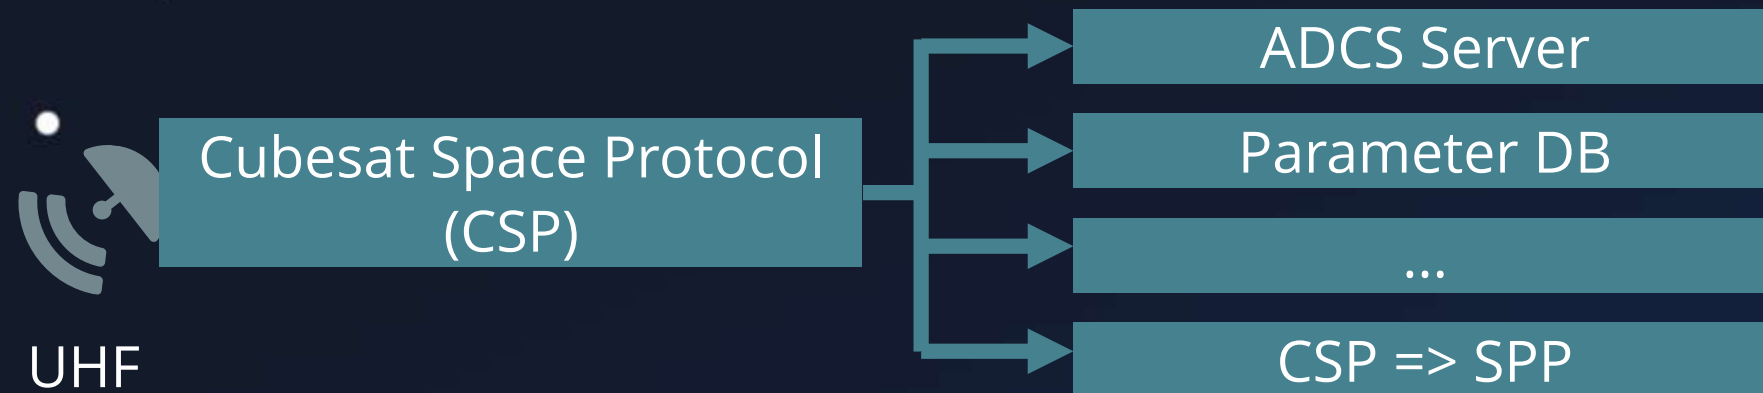 Cubesat Space Protocol
(CSP)
UHF
ADCS Server
Parameter DB
...
CSP => SPP